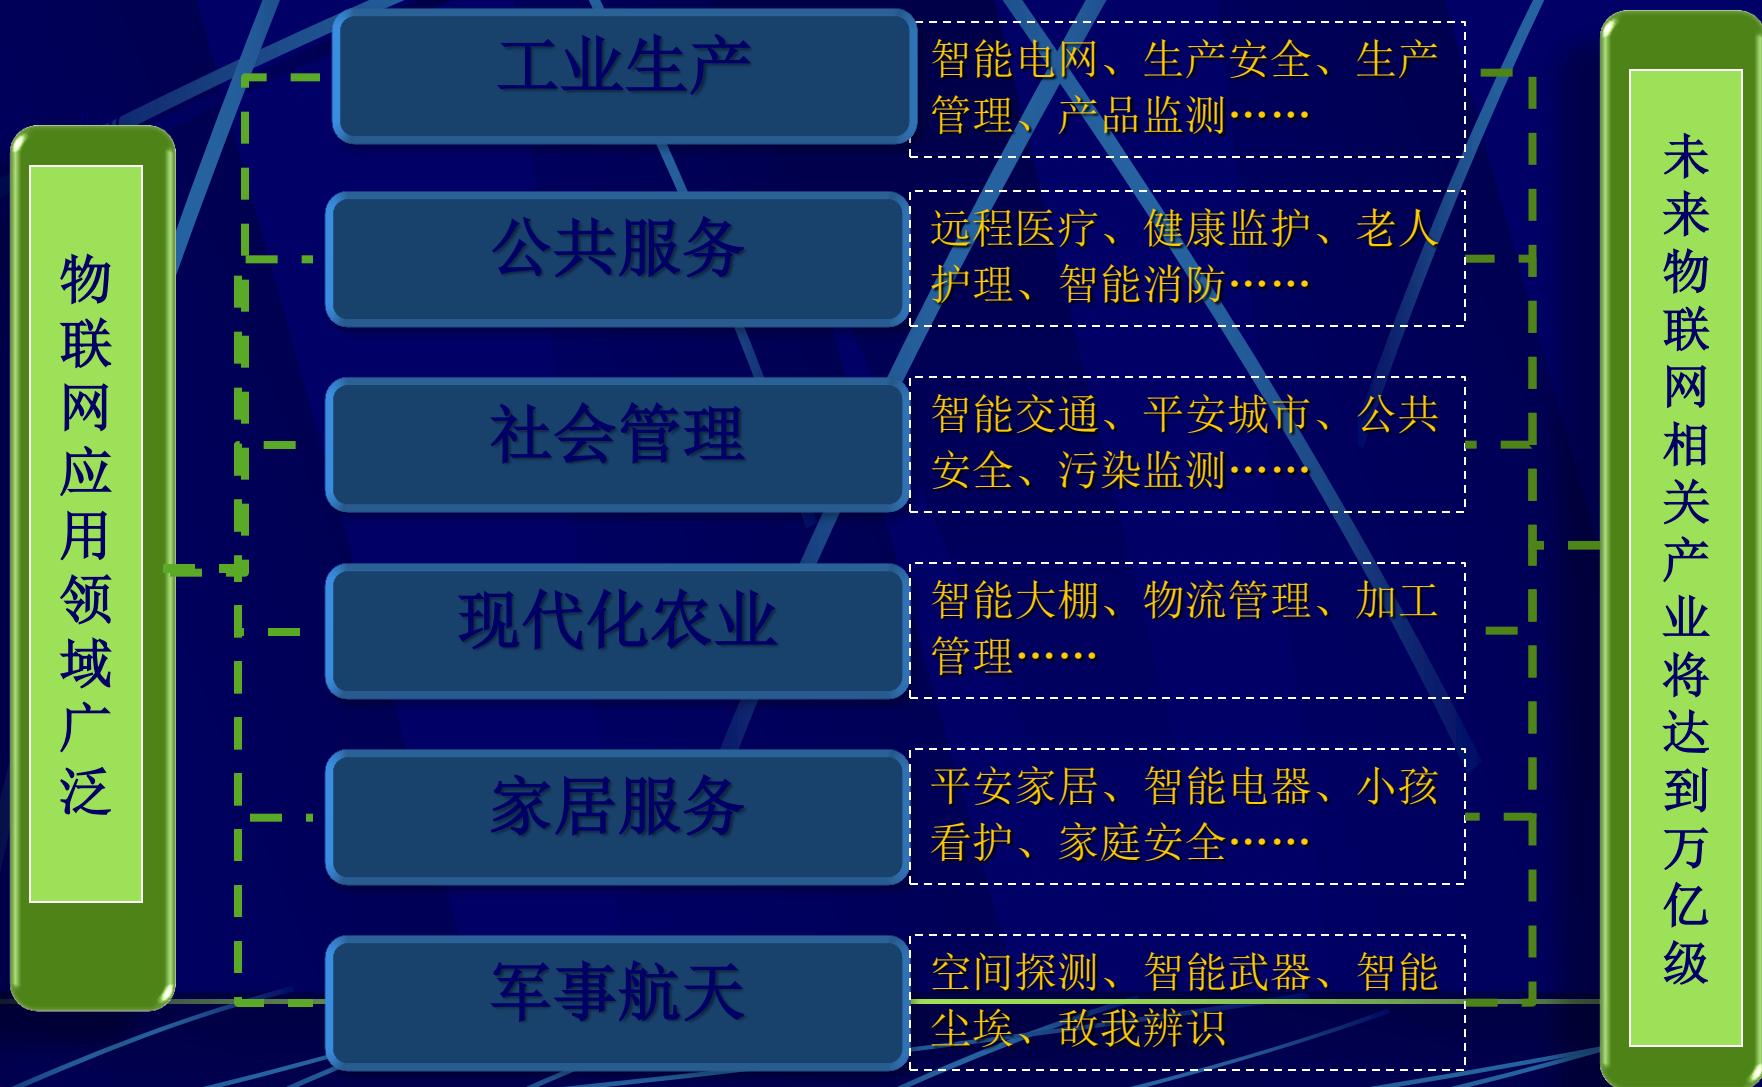 物联网应用领域广泛
工业生产
智能电网、生产安全、生产
管理、产品监测……
公共服务
远程医疗、健康监护、老人
护理、智能消防……
社会管理
智能交通、平安城市、公共
安全、污染监测……
现代化农业
智能大棚、物流管理、加工
管理……
家居服务
平安家居、智能电器、小孩
看护、家庭安全……
军事航天
空间探测、智能武器、智能
尘埃、敌我辨识
未来物联网相关产业将达到万亿级